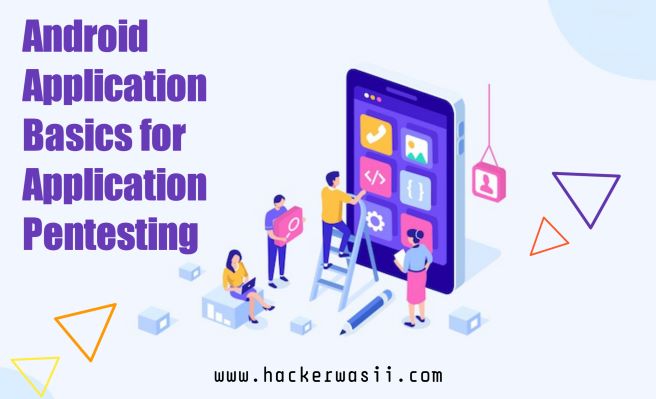 Android
Application
Basics for
Application
Pentesting
</>
{ }
www.hackerwasii.com